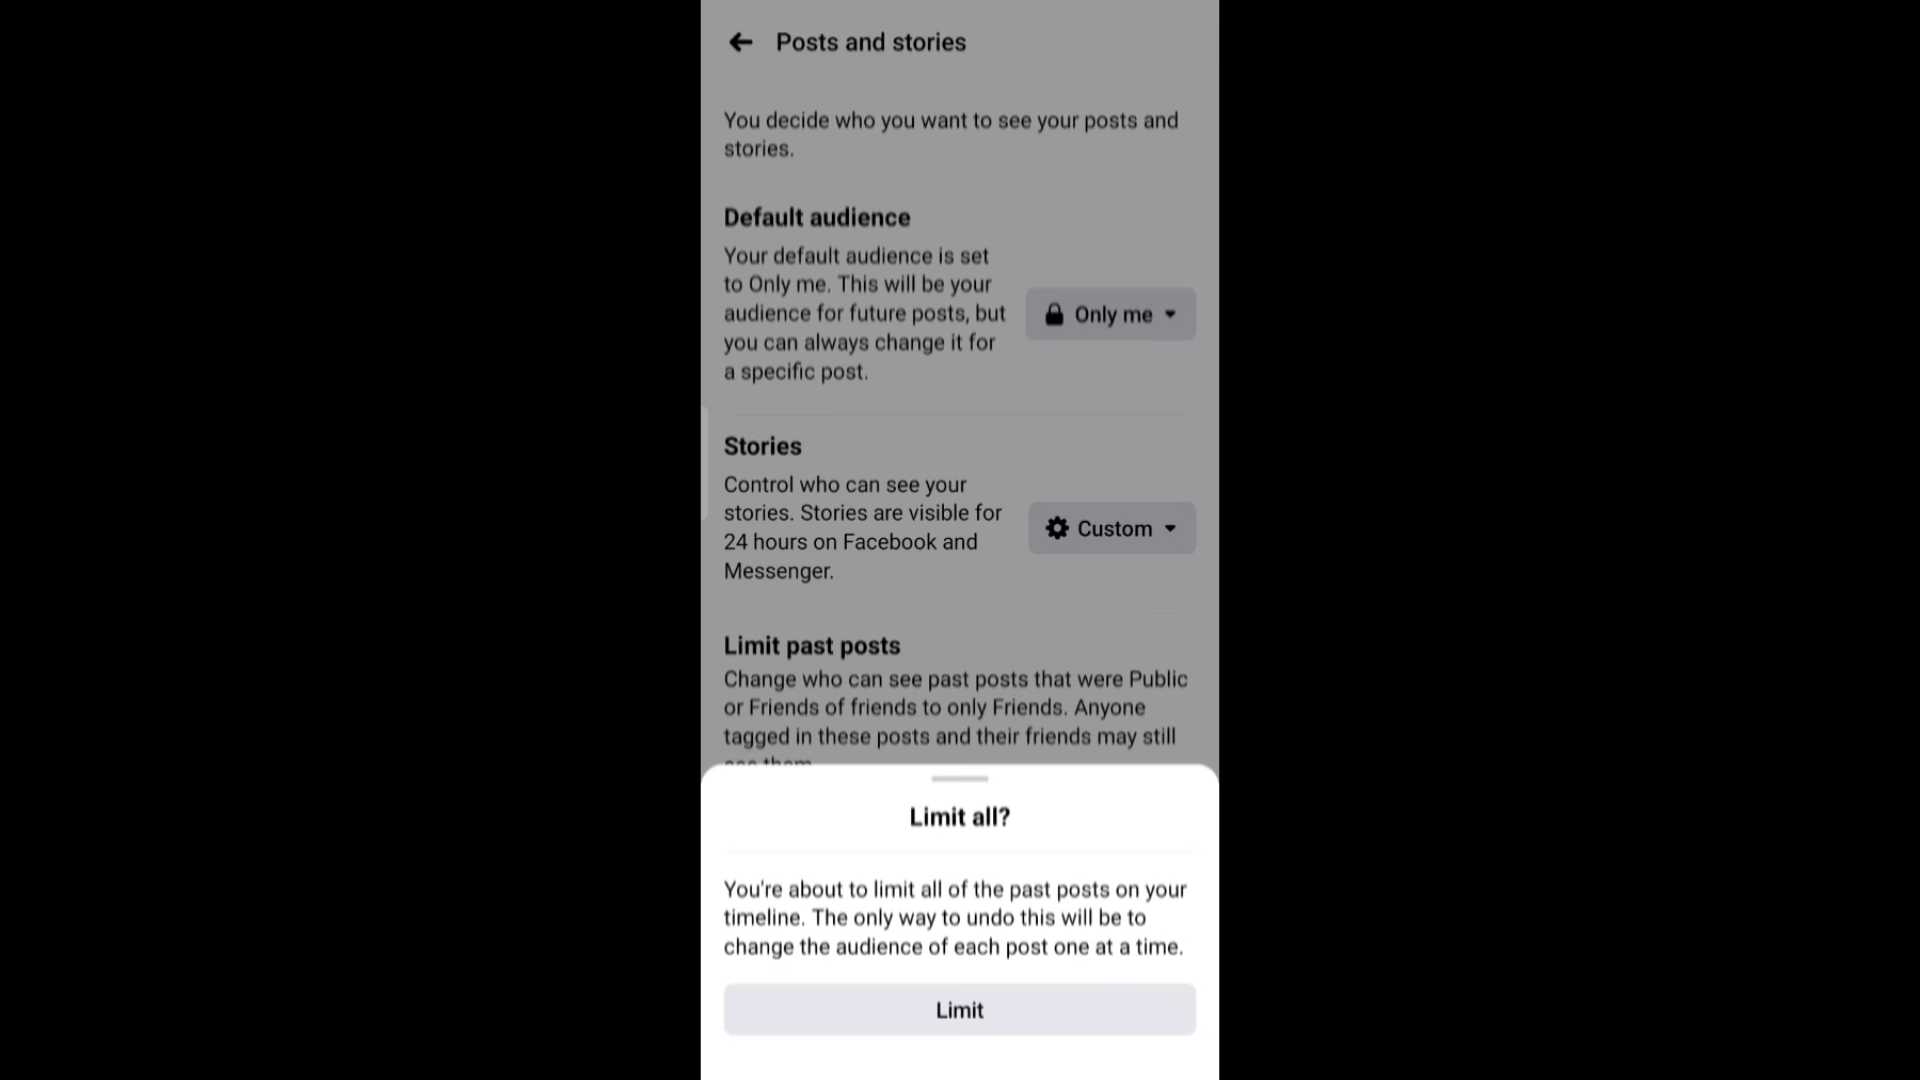 Posts and stories
You decide who you want to see your posts and
stories.
Default audience
Your default audience is set
to Only me. This will be your
audience for future posts, but
you can always change it for
a specific post.
Only me
Stories
Control who can see your
stories. Stories are visible for
24 hours on Facebook and
Messenger.
Custom
Limit past posts
Change who can see past posts that were Public
or Friends of friends to only Friends. Anyone
tagged in these posts and their friends may still
see them.
Limit all?
You're about to limit all of the past posts on your
timeline. The only way to undo this will be to
change the audience of each post one at a time.
Limit